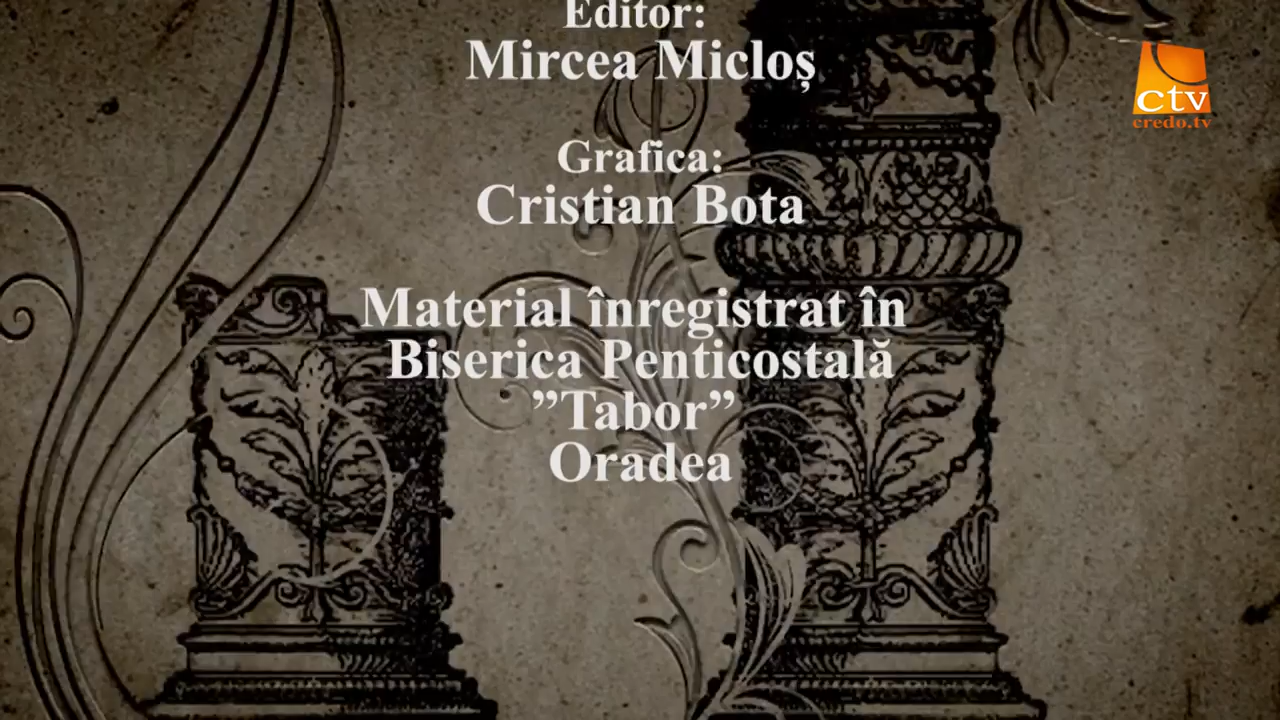 Editor:
Mircea Micloș
Grafica:
Cristian Bota
Material înregistrat în
Biserica Penticostală
”Tabor”
Oradea
ctv
credo.tv